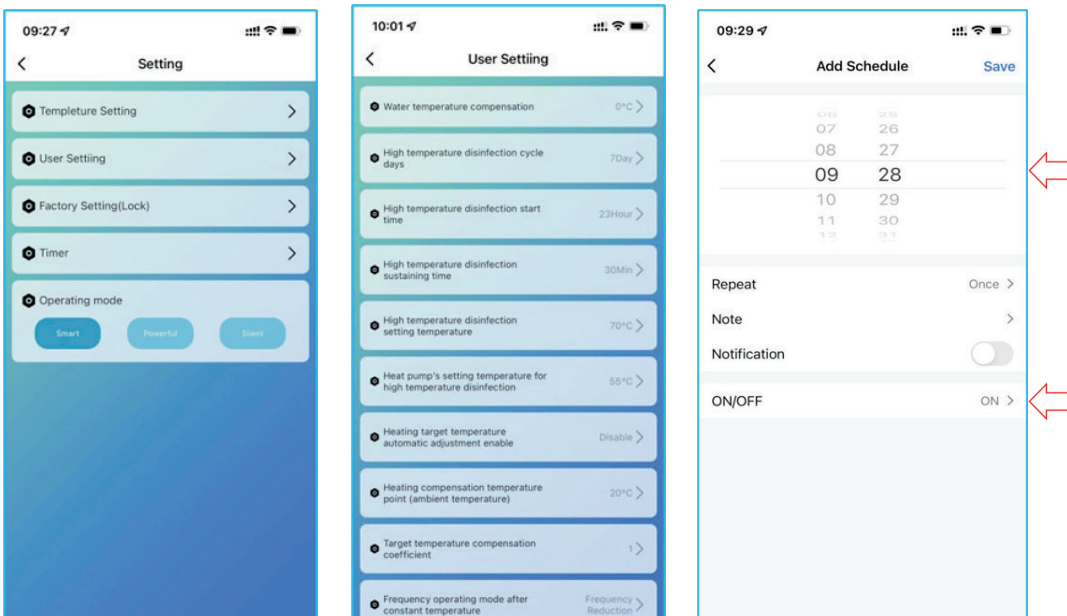 09:27
Setting
Templeture Setting
User Settiing
Factory Setting(Lock)
Timer
Operating mode
Smart Powerful Silent
10:01
User Settiing
Water temperature compensation 0°C
High temperature disinfection cycle
days
7Day
High temperature disinfection start
time
23Hour
High temperature disinfection
sustaining time
30Min
High temperature disinfection
setting temperature
70°C
Heat pump's setting temperature for
high temperature disinfection
55°C
Heating target temperature
automatic adjustment enable
Disable
Heating compensation temperature
point (ambient temperature)
20°C
Target temperature compensation
coefficient
1
Frequency operating mode after
constant temperature
Frequency
Reduction
09:29
Add Schedule Save
06 25
07 26
08 27
09 28
10 29
11 30
12 31
Repeat Once
Note
Notification
ON/OFF ON